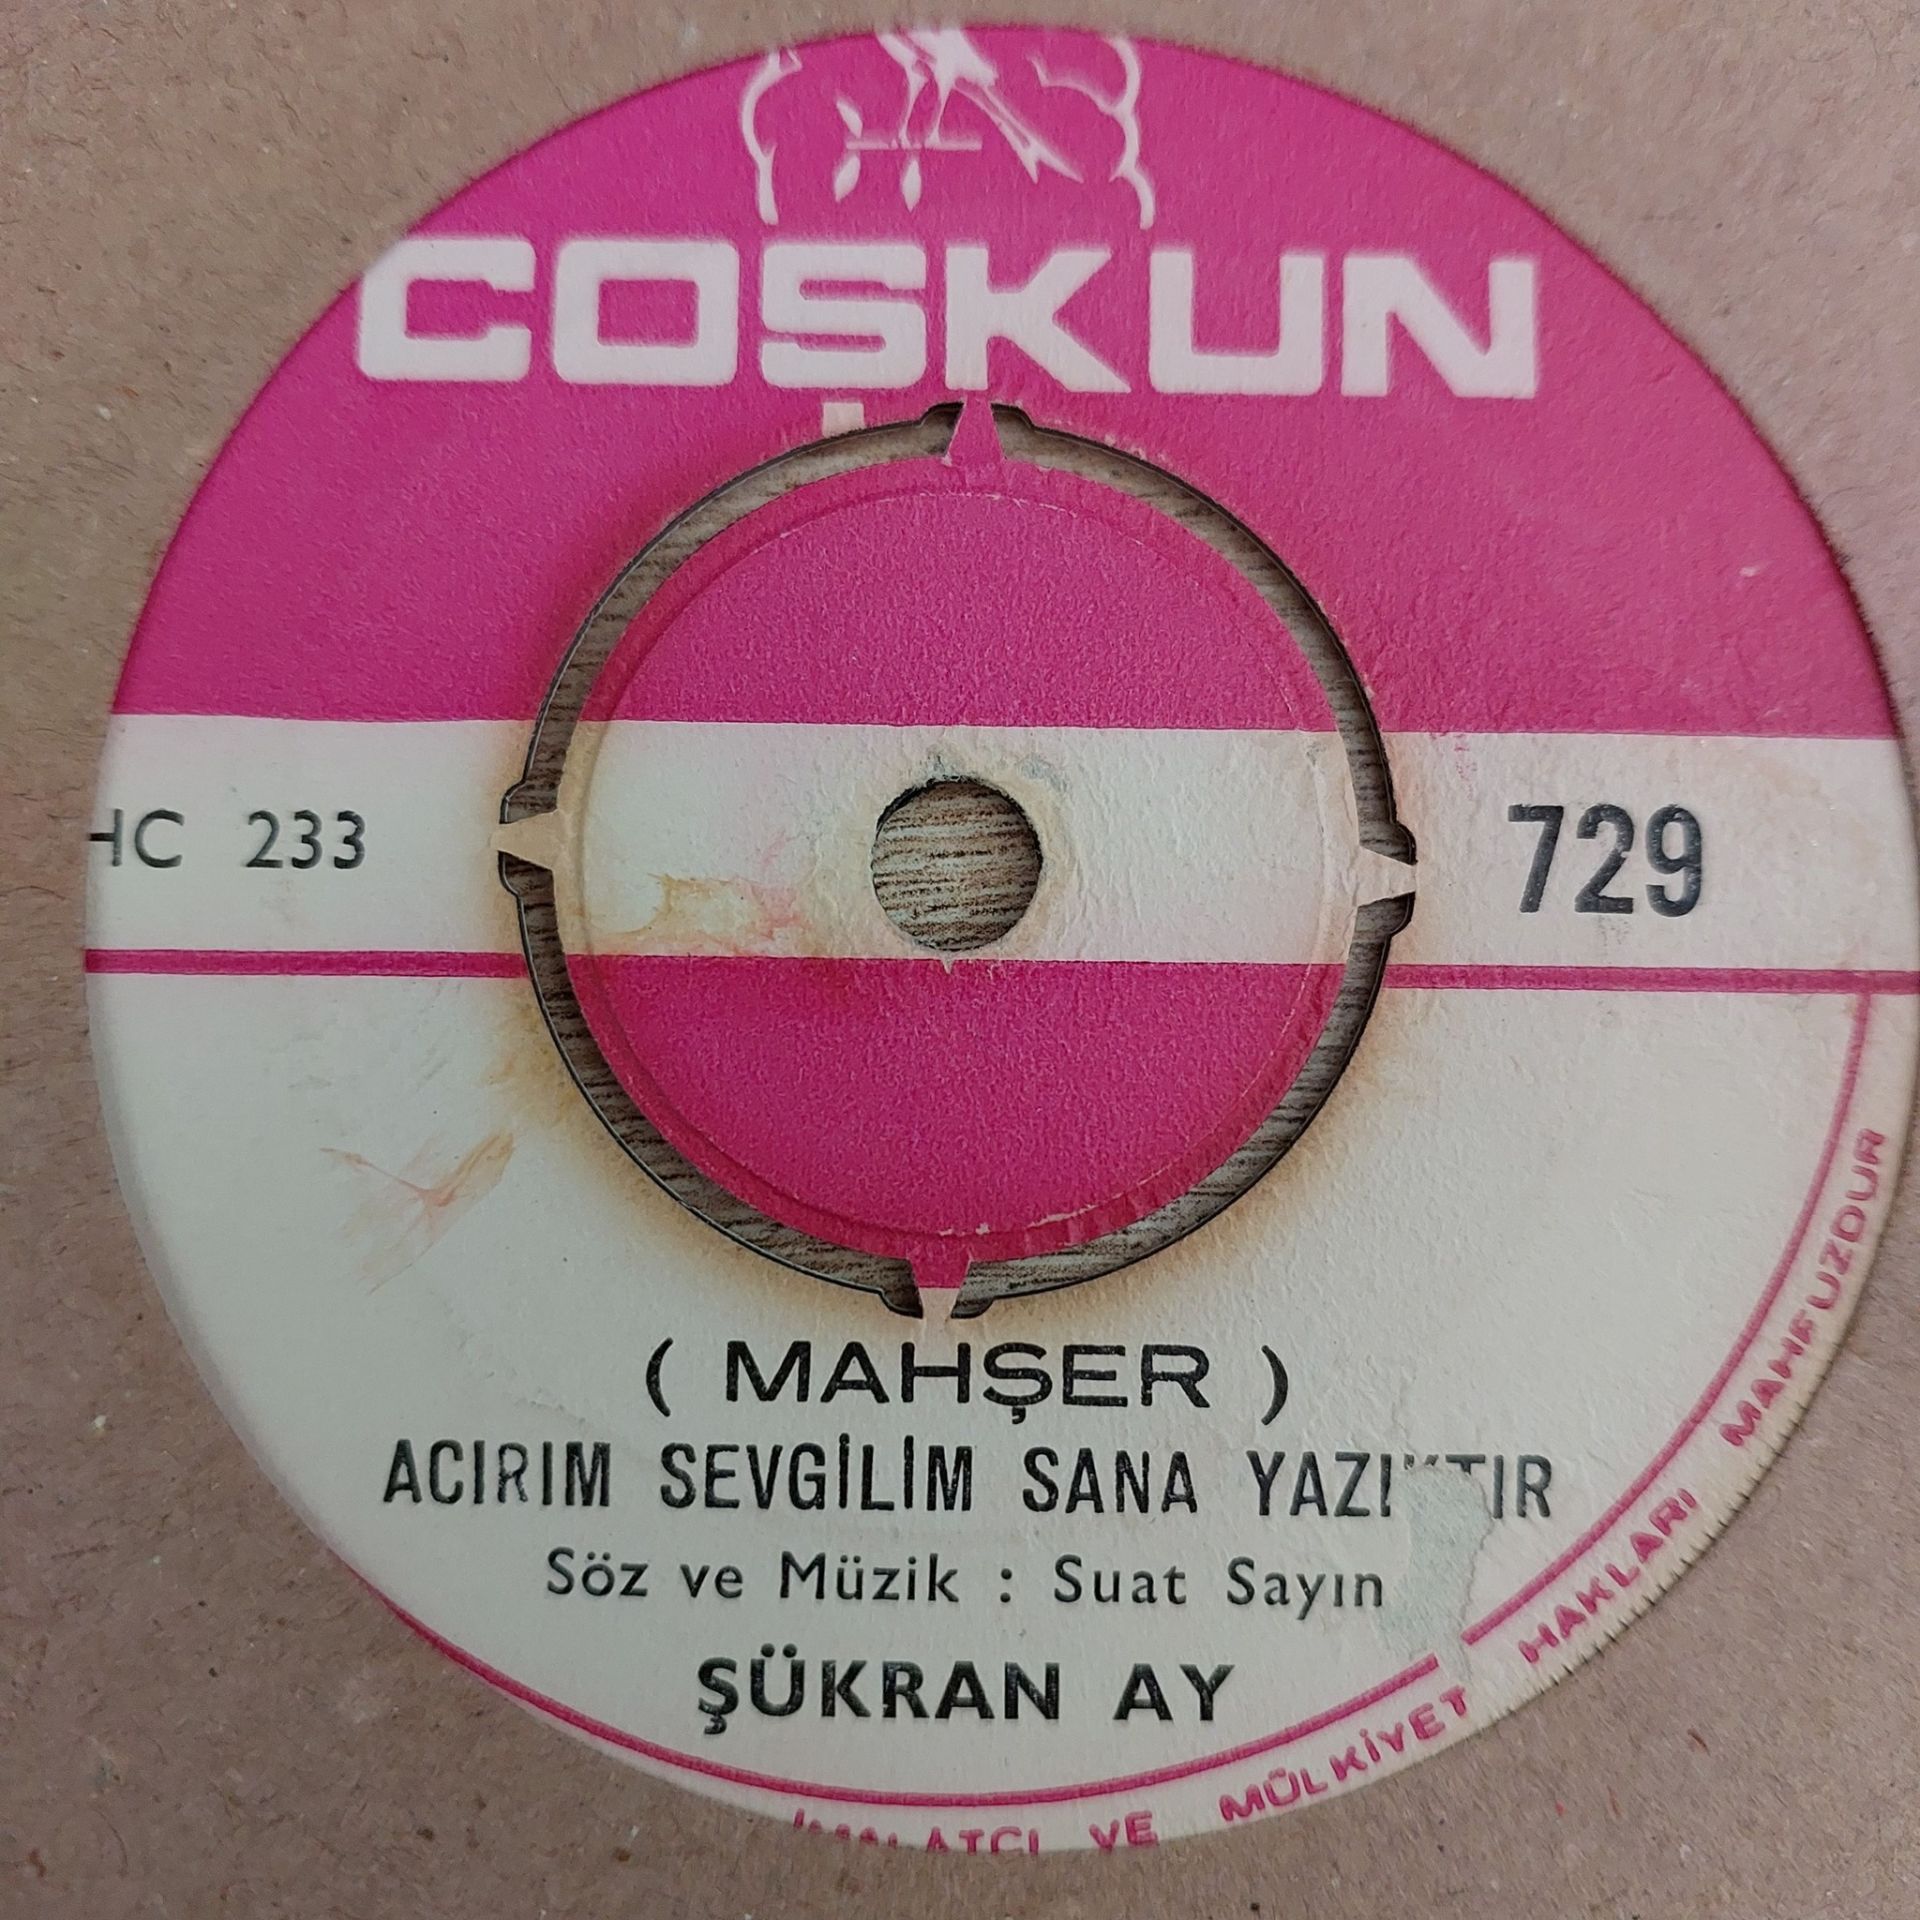 COŞKUN
HC 233
729
( MAHŞER )
ACIRIM SEVGİLİM SANA YAZIKTIR
Söz ve Müzik : Suat Sayın
ŞÜKRAN AY
VE MÜLKİYET HAKLARI MAHFUZDUR